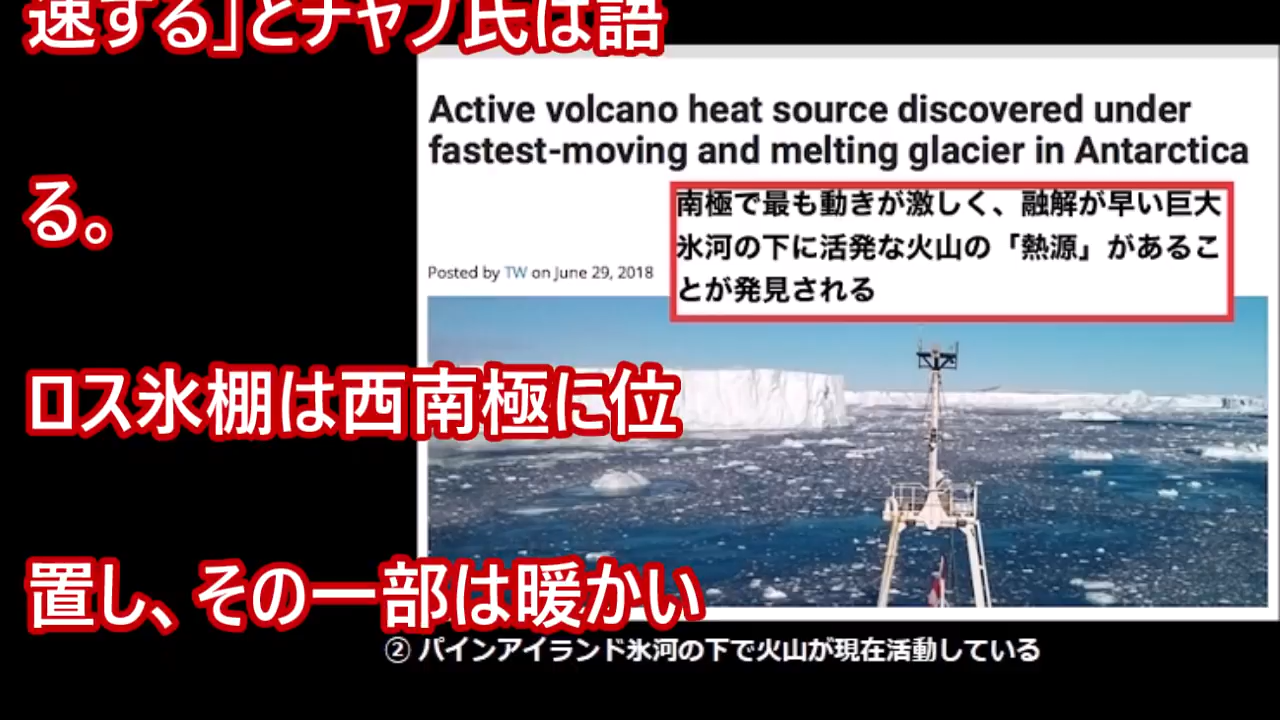 速する」とチャノ氏は語
る。
ロス氷棚は西南極に位
置し、その一部は暖かい
Active volcano heat source discovered under
fastest-moving and melting glacier in Antarctica
南極で最も動きが激しく、融解が早い巨大
氷河の下に活発な火山の「熱源」があるこ
とが発見される
Posted by TW on June 29, 2018
② パインアイランド氷河の下で火山が現在活動している